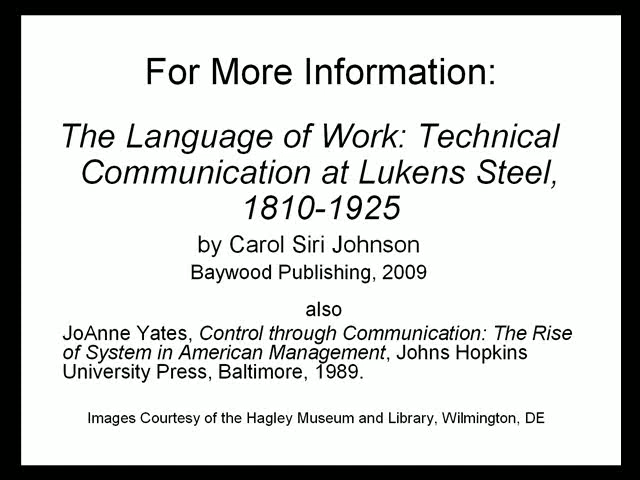 For More Information:
The Language of Work: Technical
Communication at Lukens Steel,
1810-1925
by Carol Siri Johnson
Baywood Publishing, 2009
also
JoAnne Yates, Control through Communication: The Rise
of System in American Management, Johns Hopkins
University Press, Baltimore, 1989.
Images Courtesy of the Hagley Museum and Library, Wilmington, DE